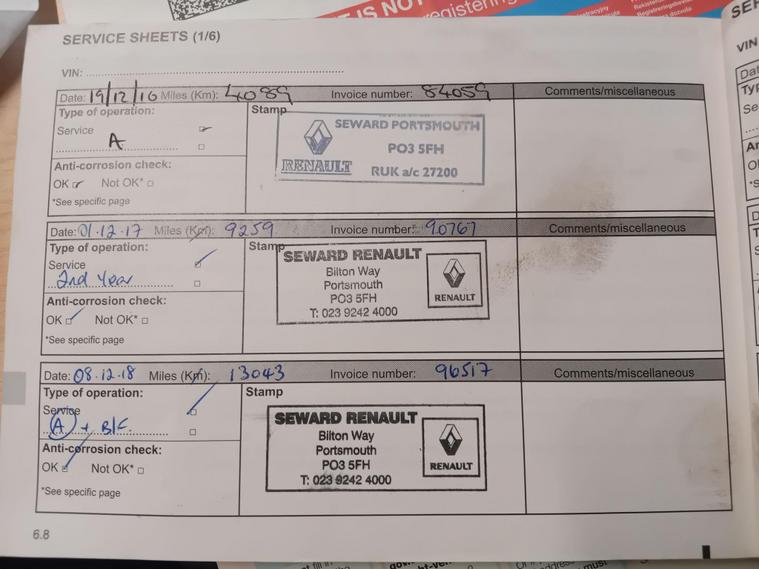 SERVICE SHEETS (1/6)
VIN:
Date: 19/12/16 Miles (Km): 4089 Invoice number: 84059 Comments/miscellaneous
Type of operation:
Service
A
Anti-corrosion check:
OK Not OK*
*See specific page
Stamp
SEWARD PORTSMOUTH
PO3 5FH
RENAULT RUK a/c 27200
Date: 01.12.17 Miles (Km): 9259 Invoice number: 90767 Comments/miscellaneous
Type of operation:
Service
2nd Year
Anti-corrosion check:
OK Not OK*
*See specific page
Stamp
SEWARD RENAULT
Bilton Way
Portsmouth
PO3 5FH
T: 023 9242 4000
RENAULT
Date: 08.12.18 Miles (Km): 13043 Invoice number: 96517 Comments/miscellaneous
Type of operation:
Service
A + B/F.
Anti-corrosion check:
OK Not OK*
*See specific page
Stamp
SEWARD RENAULT
Bilton Way
Portsmouth
PO3 5FH
T: 023 9242 4000
RENAULT
6.8